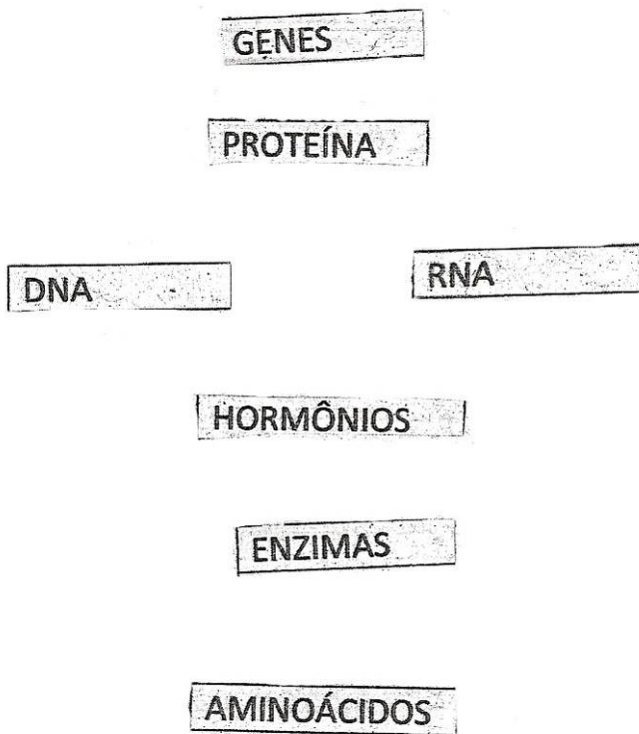 GENES
PROTEÍNA
DNA
RNA
HORMÔNIOS
ENZIMAS
AMINOÁCIDOS